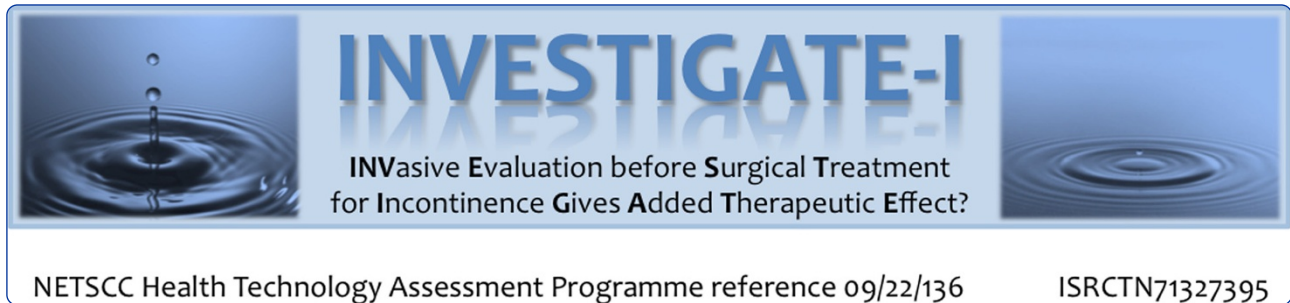 INVESTIGATE-I
INVasive Evaluation before Surgical Treatment
for Incontinence Gives Added Therapeutic Effect?
NETSCC Health Technology Assessment Programme reference 09/22/136 ISRCTN71327395